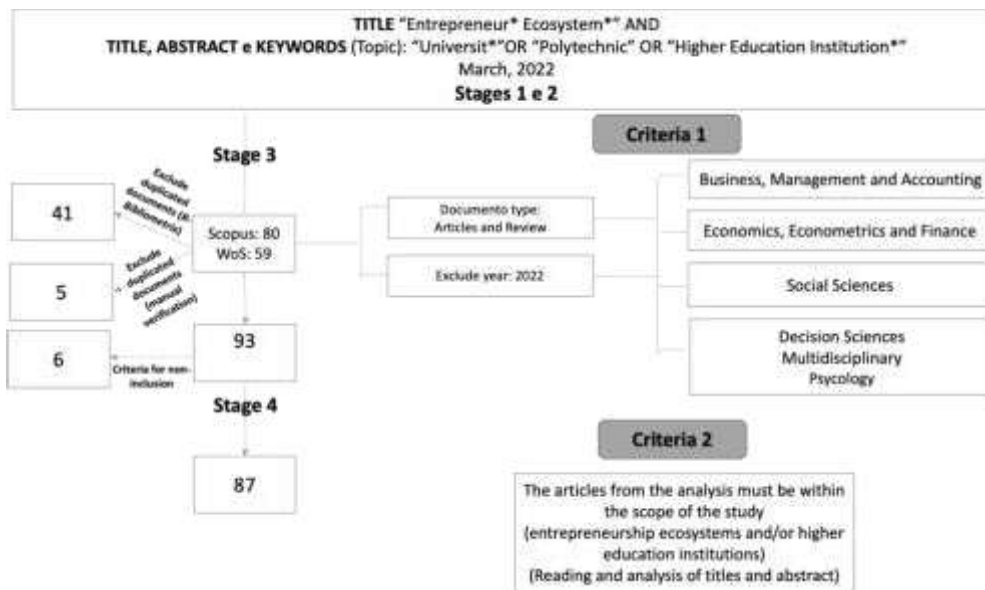 TITLE “Entrepreneur* Ecosystem*” AND
TITLE, ABSTRACT e KEYWORDS (Topic): “Universit*”OR “Polytechnic” OR “Higher Education Institution*”
March, 2022
Stages 1 e 2
Stage 3
Exclude
duplicated
documents (R-
Bibliometric)
41
Scopus: 80
WoS: 59
Exclude
duplicated
documents
(manual
verification)
5
93
6
Criteria for non-
inclusion
Stage 4
87
Documento type:
Articles and Review
Exclude year: 2022
Criteria 1
Business, Management and Accounting
Economics, Econometrics and Finance
Social Sciences
Decision Sciences
Multidisciplinary
Psycology
Criteria 2
The articles from the analysis must be within
the scope of the study
(entrepreneurship ecosystems and/or higher
education institutions)
(Reading and analysis of titles and abstract)